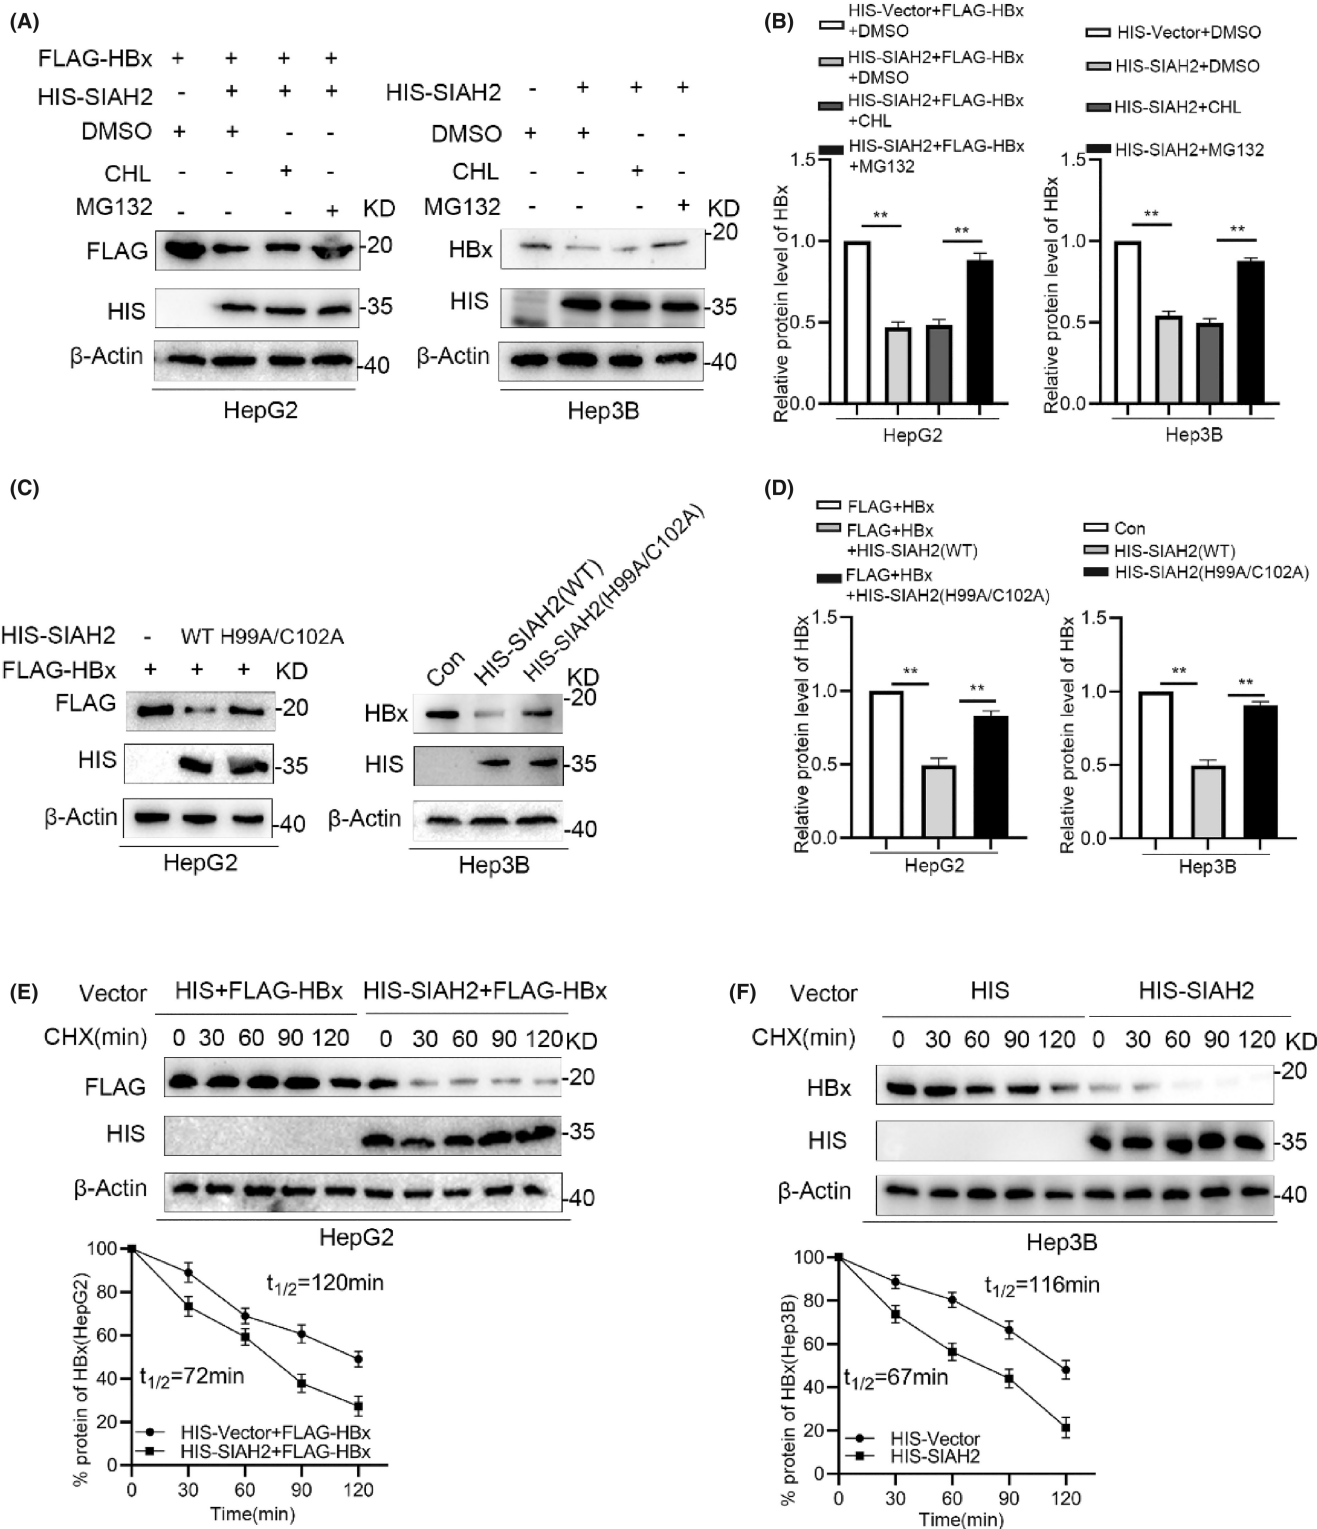 (A)
FLAG-HBx + + + +
HIS-SIAH2 - + + +
DMSO + + - -
CHL - - + -
MG132 - - - + KD
FLAG -20
HIS -35
β-Actin -40
HepG2
HIS-SIAH2 - + + +
DMSO + + - -
CHL - - + -
MG132 - - - + KD
HBx -20
HIS -35
β-Actin -40
Hep3B
(B)
HIS-Vector+FLAG-HBx
+DMSO
HIS-SIAH2+FLAG-HBx
+DMSO
HIS-SIAH2+FLAG-HBx
+CHL
HIS-SIAH2+FLAG-HBx
+MG132
Relative protein level of HBx
1.5
1.0
0.5
0.0
** **
HepG2
HIS-Vector+DMSO
HIS-SIAH2+DMSO
HIS-SIAH2+CHL
HIS-SIAH2+MG132
Relative protein level of HBx
1.5
1.0
0.5
0.0
** **
Hep3B
(C)
HIS-SIAH2 - WT H99A/C102A
FLAG-HBx + + + KD
FLAG -20
HIS -35
β-Actin -40
HepG2
Con HIS-SIAH2(WT) HIS-SIAH2(H99A/C102A)
KD
HBx -20
HIS -35
β-Actin -40
Hep3B
(D)
FLAG+HBx
FLAG+HBx
+HIS-SIAH2(WT)
FLAG+HBx
+HIS-SIAH2(H99A/C102A)
Relative protein level of HBx
1.5
1.0
0.5
0.0
** **
HepG2
Con
HIS-SIAH2(WT)
HIS-SIAH2(H99A/C102A)
Relative protein level of HBx
1.5
1.0
0.5
0.0
** **
Hep3B
(E)
Vector HIS+FLAG-HBx HIS-SIAH2+FLAG-HBx
CHX(min) 0 30 60 90 120 0 30 60 90 120 KD
FLAG -20
HIS -35
β-Actin -40
HepG2
% protein of HBx(HepG2)
100
80
60
40
20
0
t1/2=120min
t1/2=72min
HIS-Vector+FLAG-HBx
HIS-SIAH2+FLAG-HBx
0 30 60 90 120
Time(min)
(F)
Vector HIS HIS-SIAH2
CHX(min) 0 30 60 90 120 0 30 60 90 120 KD
HBx -20
HIS -35
β-Actin -40
Hep3B
% protein of HBx(Hep3B)
100
80
60
40
20
0
t1/2=116min
t1/2=67min
HIS-Vector
HIS-SIAH2
0 30 60 90 120
Time(min)